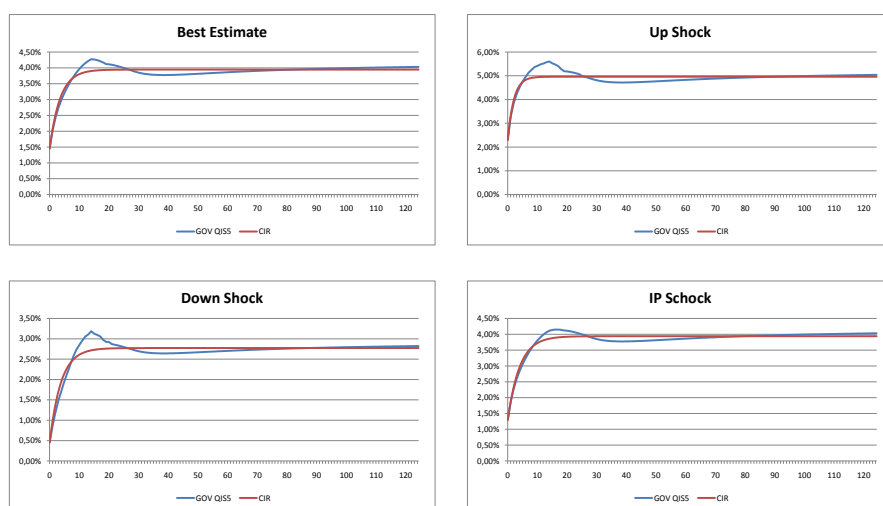 Best Estimate
4,50%
4,00%
3,50%
3,00%
2,50%
2,00%
1,50%
1,00%
0,50%
0,00%
0 10 20 30 40 50 60 70 80 90 100 110 120
GOV QIS5 CIR
Up Shock
6,00%
5,00%
4,00%
3,00%
2,00%
1,00%
0,00%
0 10 20 30 40 50 60 70 80 90 100 110 120
GOV QIS5 CIR
Down Shock
3,50%
3,00%
2,50%
2,00%
1,50%
1,00%
0,50%
0,00%
0 10 20 30 40 50 60 70 80 90 100 110 120
GOV QIS5 CIR
IP Schock
4,50%
4,00%
3,50%
3,00%
2,50%
2,00%
1,50%
1,00%
0,50%
0,00%
0 10 20 30 40 50 60 70 80 90 100 110 120
GOV QIS5 CIR